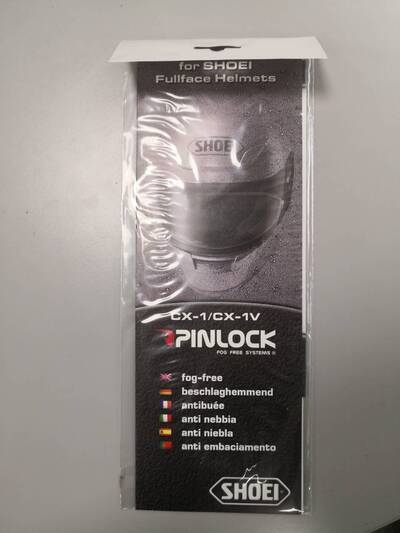 for SHOEI
Fullface Helmets
SHOEI
CX-1/CX-1V
PINLOCK
FOG FREE SYSTEMS ®
fog-free
beschlaghemmend
antibuée
anti nebbia
anti niebla
anti embaciamento
SHOEI